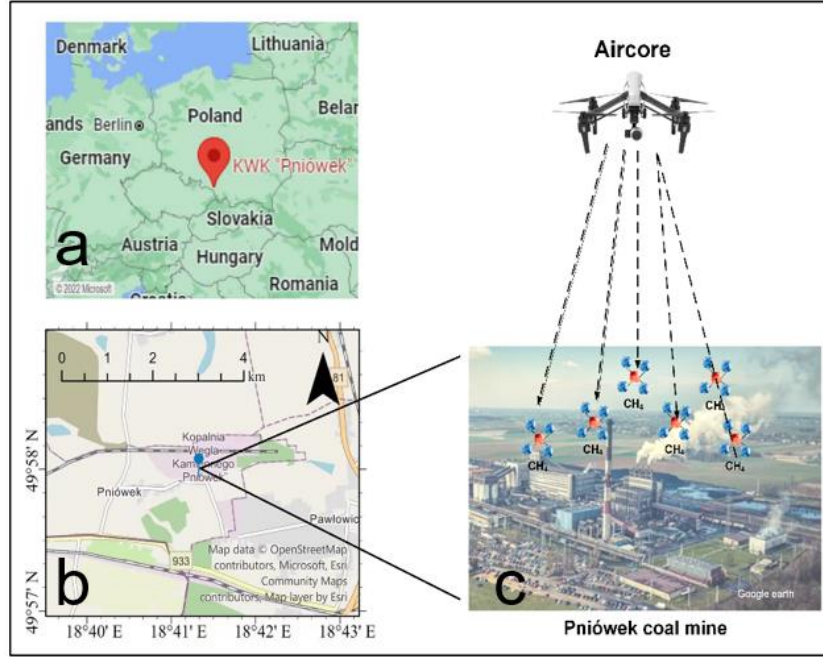 Denmark
Lithuania
ands
Berlin
Poland
Belar
Germany
KWK "Pniówek"
Slovakia
Austria
Hungary
Mold
Romania
Croatia
© 2022 Microsoft
a
0 1 2 4
km
N
81
Kopalnia
Węgla
Kamiennego
"Pniówek"
Pniówek
Pawłowic
933
Map data © OpenStreetMap
contributors, Microsoft, Esri
Community Maps
contributors, Map layer by Esri
b
49°58' N
49°57' N
18°40' E 18°41' E 18°42' E 18°43' E
Aircore
CH₄
CH₄
CH₄
CH₄
CH₄
CH₄
Google earth
c
Pniówek coal mine